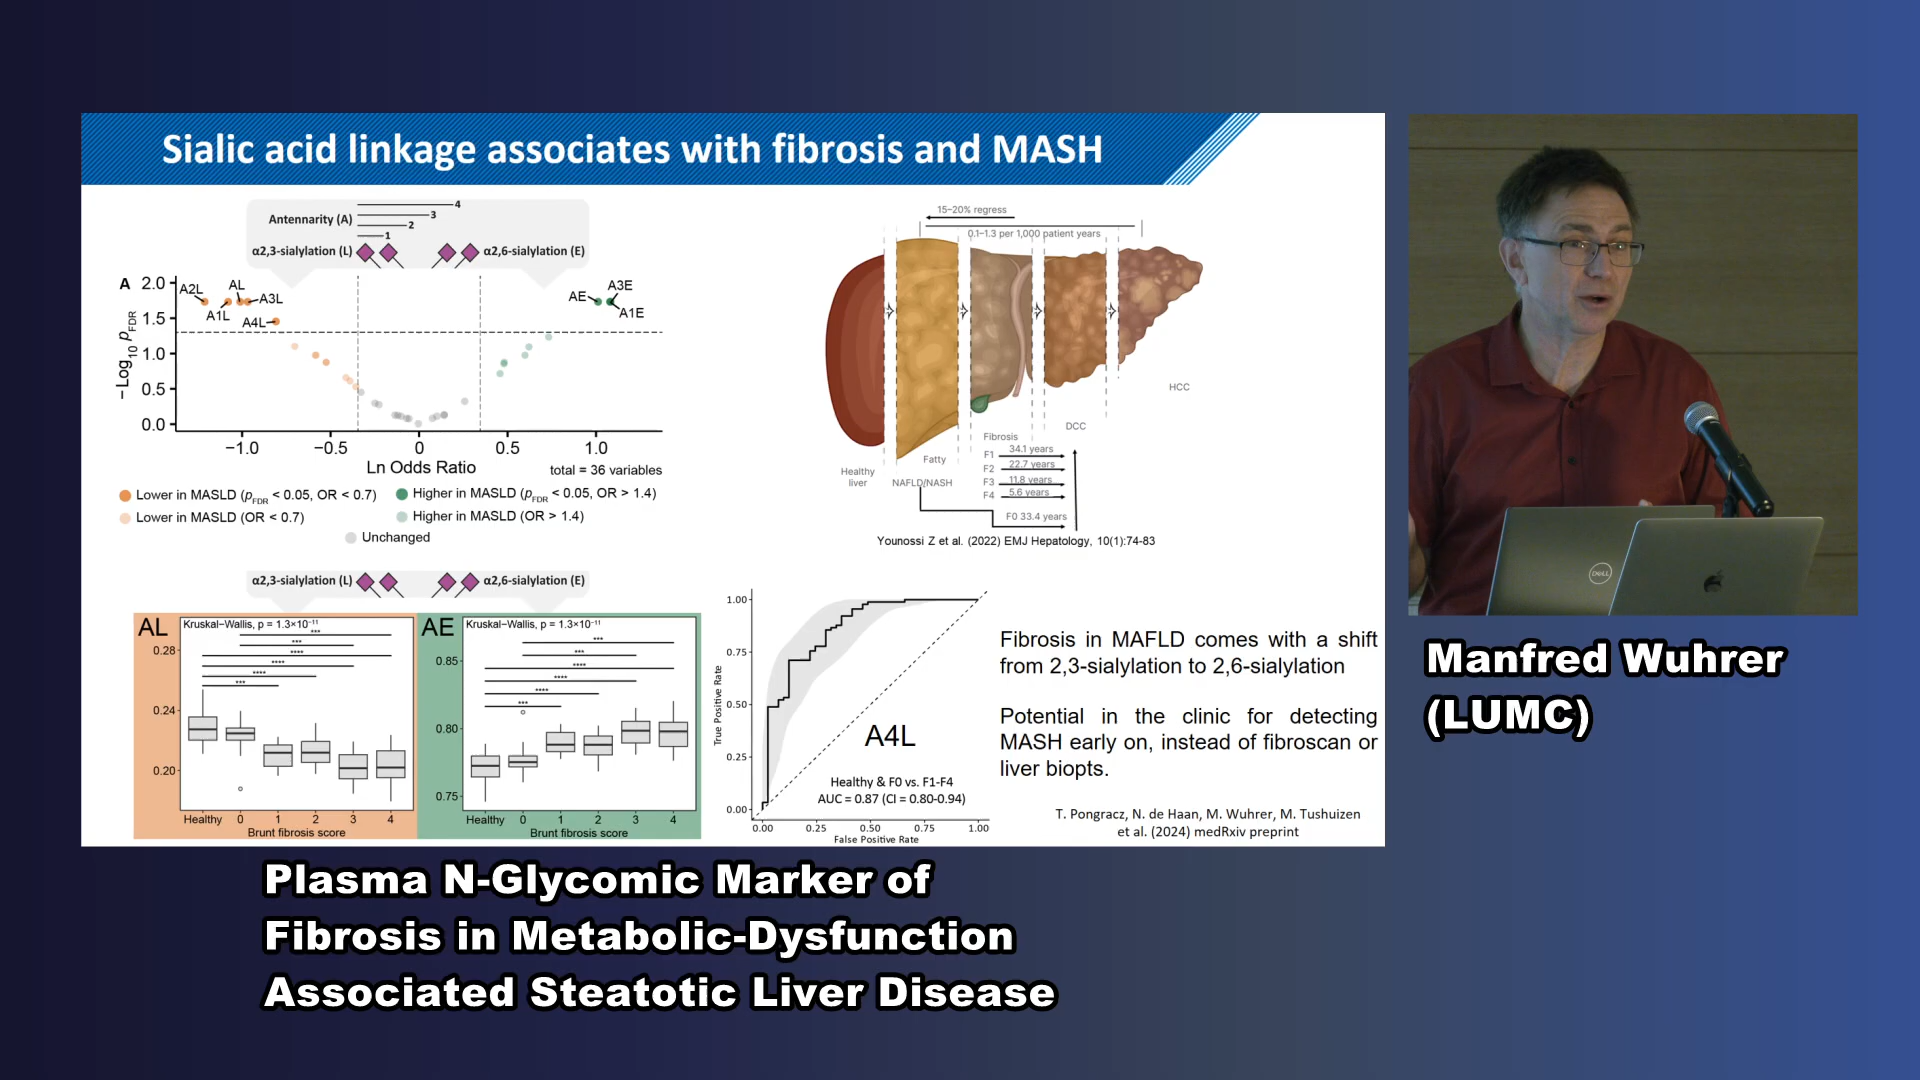 Sialic acid linkage associates with fibrosis and MASH
Antennarity (A)
4
3
2
1
α2,3-sialylation (L)
α2,6-sialylation (E)
A
−Log10 pFDR
2.0
1.5
1.0
0.5
0.0
A2L
A1L
AL
A3L
A4L
AE
A3E
A1E
−1.0
−0.5
0
0.5
1.0
Ln Odds Ratio
total = 36 variables
Lower in MASLD (pFDR < 0.05, OR < 0.7)
Higher in MASLD (pFDR < 0.05, OR > 1.4)
Lower in MASLD (OR < 0.7)
Higher in MASLD (OR > 1.4)
Unchanged
15–20% regress
0.1–1.3 per 1,000 patient years
HCC
DCC
Fibrosis
F1 34.1 years
F2 22.7 years
F3 11.8 years
F4 5.6 years
F0 33.4 years
Fatty
Healthy
liver
NAFLD/NASH
Younossi Z et al. (2022) EMJ Hepatology, 10(1):74-83
α2,3-sialylation (L)
α2,6-sialylation (E)
AL
Kruskal−Wallis, p = 1.3×10⁻¹¹
***
***
****
****
****
***
0.28
0.24
0.20
Healthy 0 1 2 3 4
Brunt fibrosis score
AE
Kruskal−Wallis, p = 1.3×10⁻¹¹
***
***
****
****
****
***
0.85
0.80
0.75
Healthy 0 1 2 3 4
Brunt fibrosis score
True Positive Rate
1.00
0.75
0.50
0.25
0.00
A4L
Healthy & F0 vs. F1-F4
AUC = 0.87 (CI = 0.80-0.94)
0.00 0.25 0.50 0.75 1.00
False Positive Rate
Fibrosis in MAFLD comes with a shift
from 2,3-sialylation to 2,6-sialylation
Potential in the clinic for detecting
MASH early on, instead of fibroscan or
liver biopts.
T. Pongracz, N. de Haan, M. Wuhrer, M. Tushuizen
et al. (2024) medRxiv preprint
DELL
Manfred Wuhrer
(LUMC)
Plasma N-Glycomic Marker of
Fibrosis in Metabolic-Dysfunction
Associated Steatotic Liver Disease